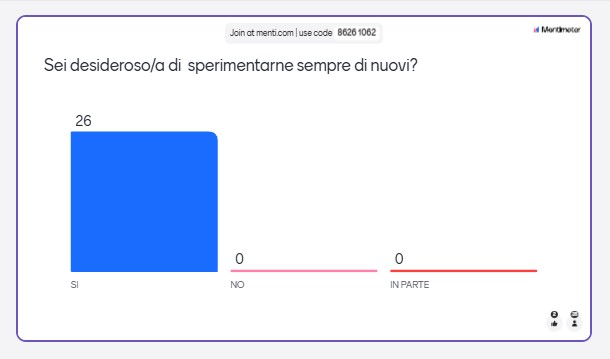 Join at menti.com | use code 8626 1062
Mentimeter
Sei desideroso/a di sperimentarne sempre di nuovi?
26
0
0
SI
NO
IN PARTE